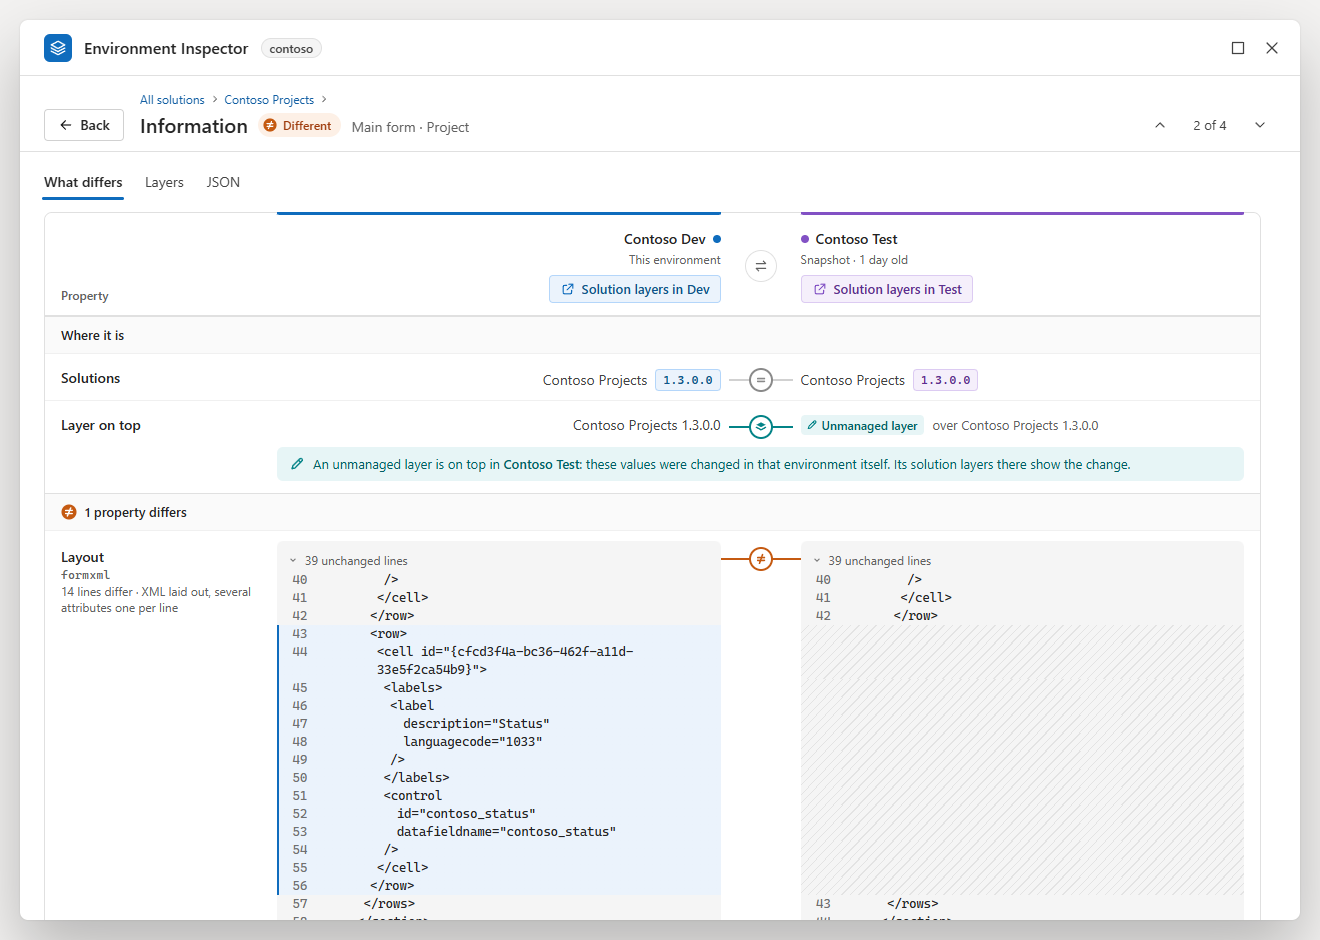 Environment Inspector contoso
All solutions > Contoso Projects >
Back
Information Different Main form · Project
2 of 4
What differs Layers JSON
Property
Contoso Dev
This environment
Solution layers in Dev
Contoso Test
Snapshot · 1 day old
Solution layers in Test
Where it is
Solutions Contoso Projects 1.3.0.0 = Contoso Projects 1.3.0.0
Layer on top Contoso Projects 1.3.0.0 Unmanaged layer over Contoso Projects 1.3.0.0
An unmanaged layer is on top in Contoso Test: these values were changed in that environment itself. Its solution layers there show the change.
≠ 1 property differs
Layout
formxml
14 lines differ · XML laid out, several
attributes one per line
39 unchanged lines
40 />
41 </cell>
42 </row>
43 <row>
44 <cell id="{cfcd3f4a-bc36-462f-a11d-
33e5f2ca54b9}">
45 <labels>
46 <label
47 description="Status"
48 languagecode="1033"
49 />
50 </labels>
51 <control
52 id="contoso_status"
53 datafieldname="contoso_status"
54 />
55 </cell>
56 </row>
57 </rows>
≠
39 unchanged lines
40 />
41 </cell>
42 </row>
43 </rows>